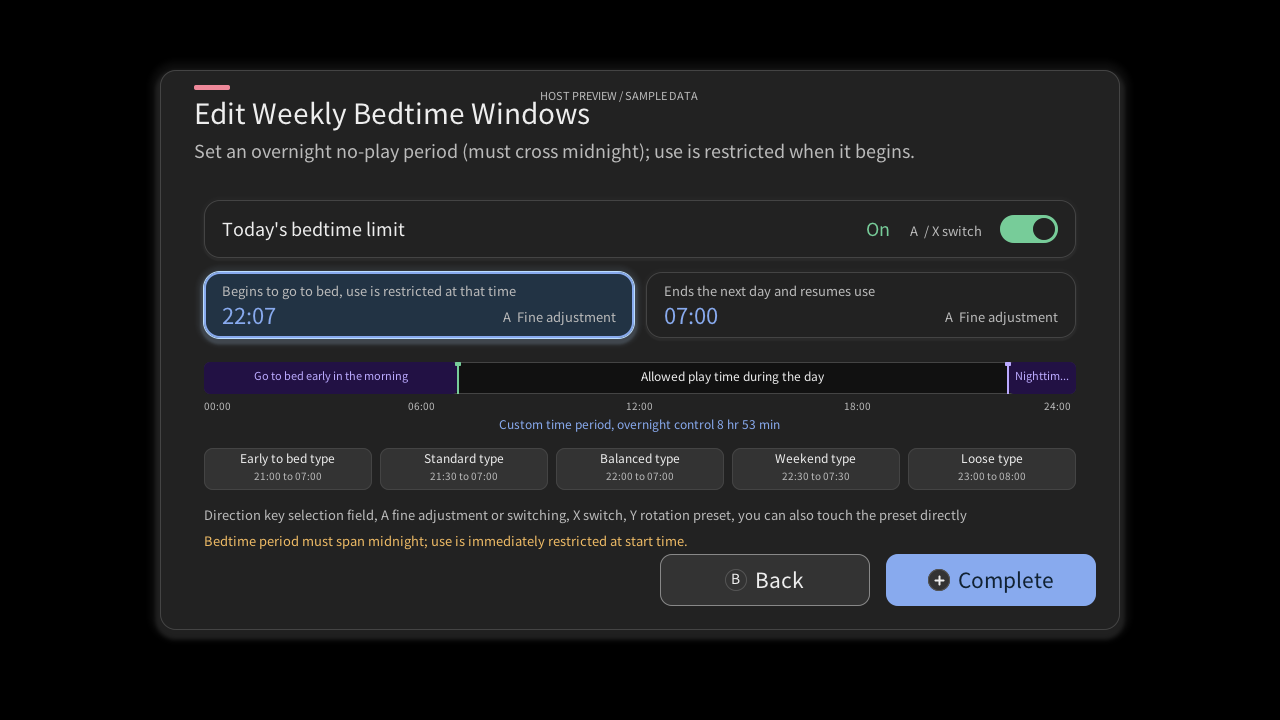 HOST PREVIEW / SAMPLE DATA
Edit Weekly Bedtime Windows
Set an overnight no-play period (must cross midnight); use is restricted when it begins.
Today's bedtime limit
On
A / X switch
Begins to go to bed, use is restricted at that time
22:07
A Fine adjustment
Ends the next day and resumes use
07:00
A Fine adjustment
Go to bed early in the morning
Allowed play time during the day
Nighttim...
00:00
06:00
12:00
18:00
24:00
Custom time period, overnight control 8 hr 53 min
Early to bed type
21:00 to 07:00
Standard type
21:30 to 07:00
Balanced type
22:00 to 07:00
Weekend type
22:30 to 07:30
Loose type
23:00 to 08:00
Direction key selection field, A fine adjustment or switching, X switch, Y rotation preset, you can also touch the preset directly
Bedtime period must span midnight; use is immediately restricted at start time.
B Back
+ Complete